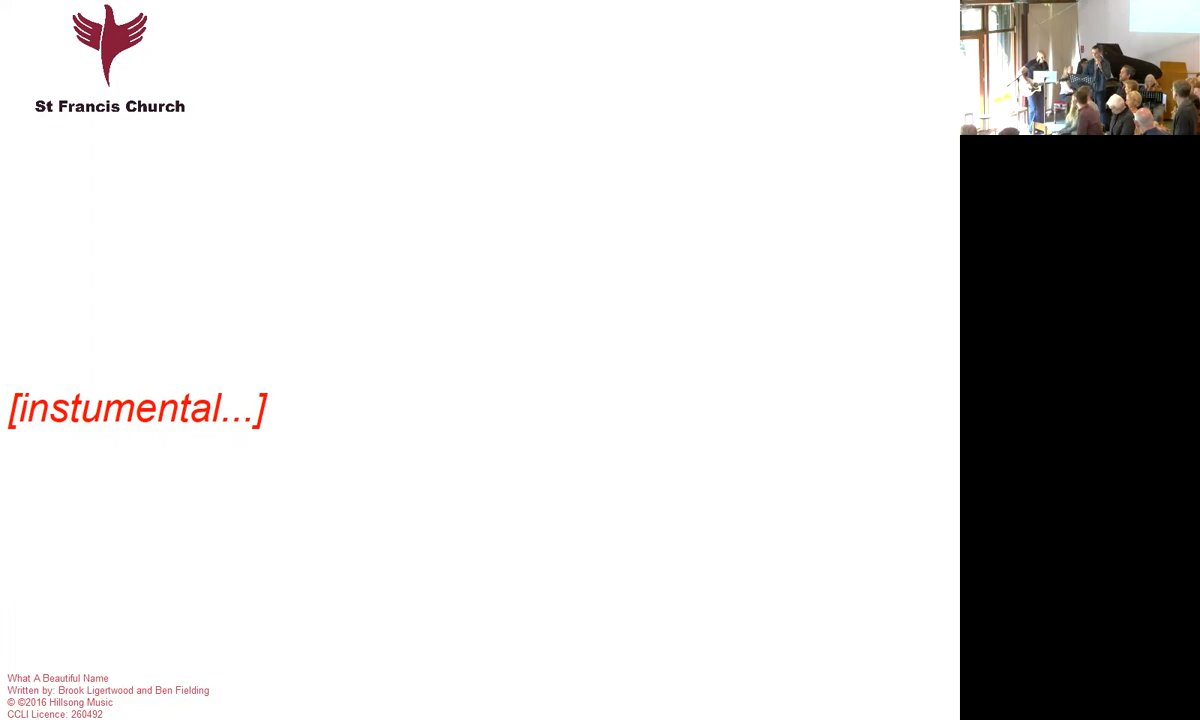 St Francis Church
[instumental...]
What A Beautiful Name
Written by: Brook Ligertwood and Ben Fielding
© ©2016 Hillsong Music
CCLI Licence: 260492